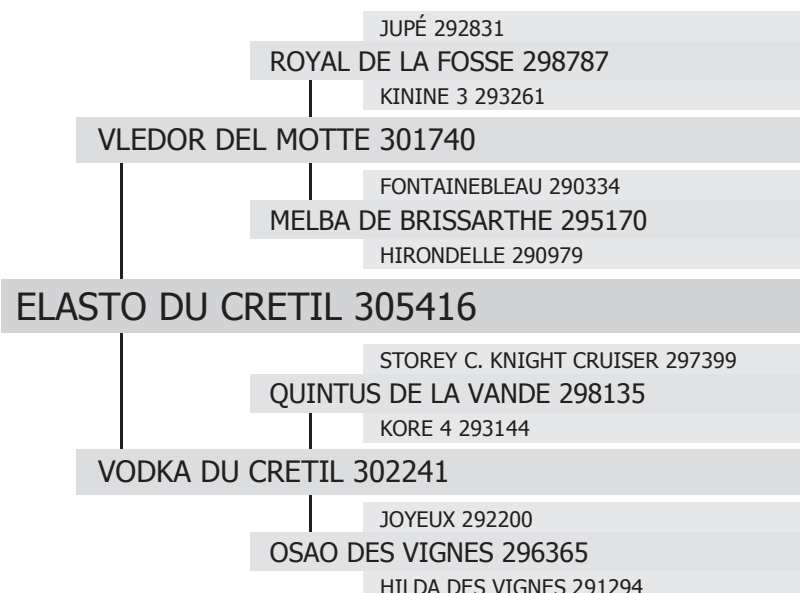 JUPÉ 292831
ROYAL DE LA FOSSE 298787
KININE 3 293261
VLEDOR DEL MOTTE 301740
FONTAINEBLEAU 290334
MELBA DE BRISSARTHE 295170
HIRONDELLE 290979
ELASTO DU CRETIL 305416
STOREY C. KNIGHT CRUISER 297399
QUINTUS DE LA VANDE 298135
KORE 4 293144
VODKA DU CRETIL 302241
JOYEUX 292200
OSAO DES VIGNES 296365
HILDA DES VIGNES 291294